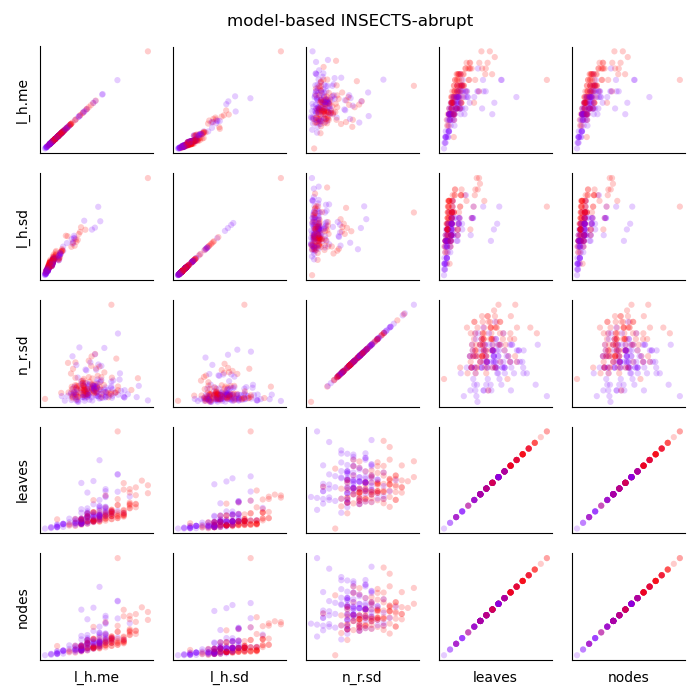 model-based INSECTS-abrupt
l_h.me
l_h.sd
n_r.sd
leaves
nodes
l_h.me
l_h.sd
n_r.sd
leaves
nodes